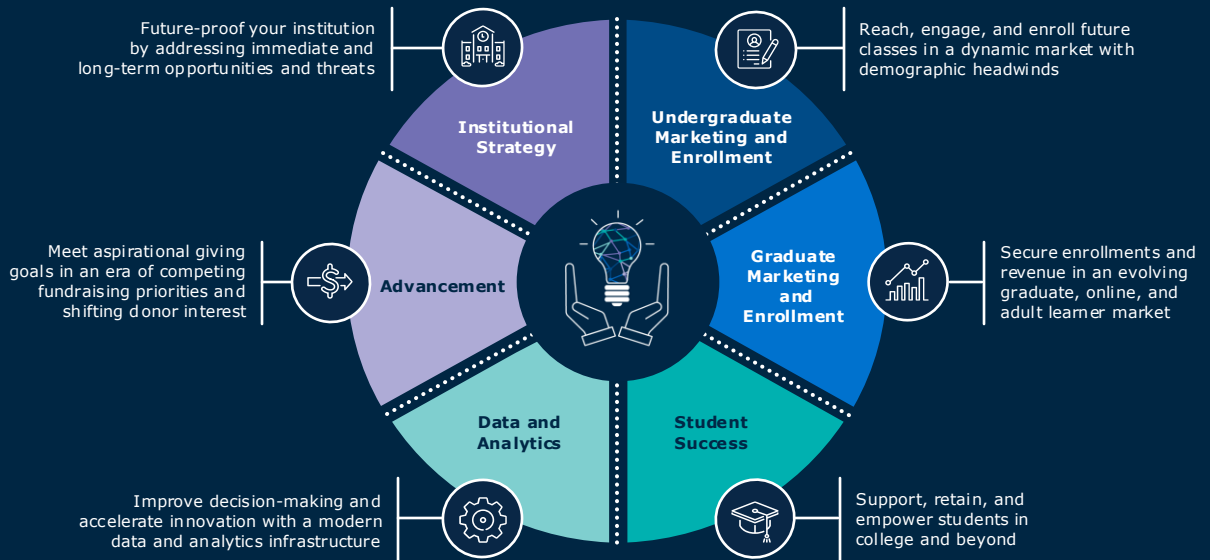 Future-proof your institution
by addressing immediate and
long-term opportunities and threats
Institutional
Strategy
Reach, engage, and enroll future
classes in a dynamic market with
demographic headwinds
Undergraduate
Marketing and
Enrollment
Meet aspirational giving
goals in an era of competing
fundraising priorities and
shifting donor interest
Advancement
Graduate
Marketing
and
Enrollment
Secure enrollments and
revenue in an evolving
graduate, online, and
adult learner market
Data and
Analytics
Improve decision-making and
accelerate innovation with a modern
data and analytics infrastructure
Student
Success
Support, retain, and
empower students in
college and beyond